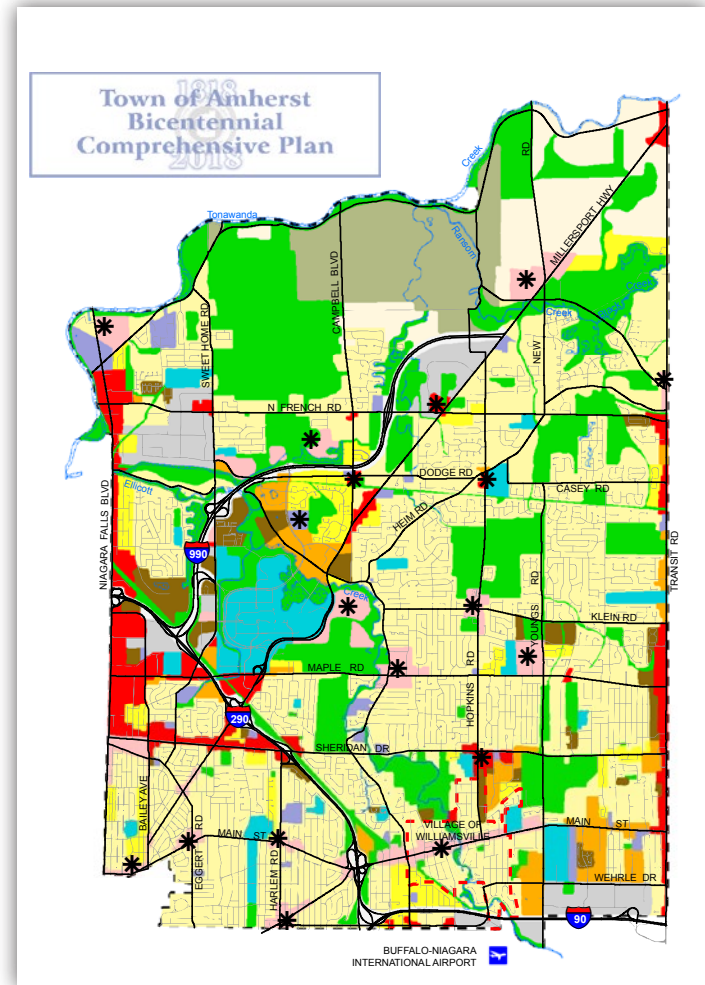 1818
Town of Amherst
Bicentennial
Comprehensive Plan
2018
Creek
RD
MILLERSPORT HWY
Tonawanda
Ransom
CAMPBELL BLVD
Creek
Creek
SWEET HOME RD
NEW
N FRENCH RD
DODGE RD
Ellicott
CASEY RD
HEIM RD
NIAGARA FALLS BLVD
TRANSIT RD
990
Creek
YOUNGS RD
KLEIN RD
MAPLE RD
HOPKINS RD
290
SHERIDAN DR
BAILEY AVE
EGGERT RD
MAIN ST
HARLEM RD
VILLAGE OF
WILLIAMSVILLE
MAIN ST
WEHRLE DR
90
BUFFALO-NIAGARA
INTERNATIONAL AIRPORT